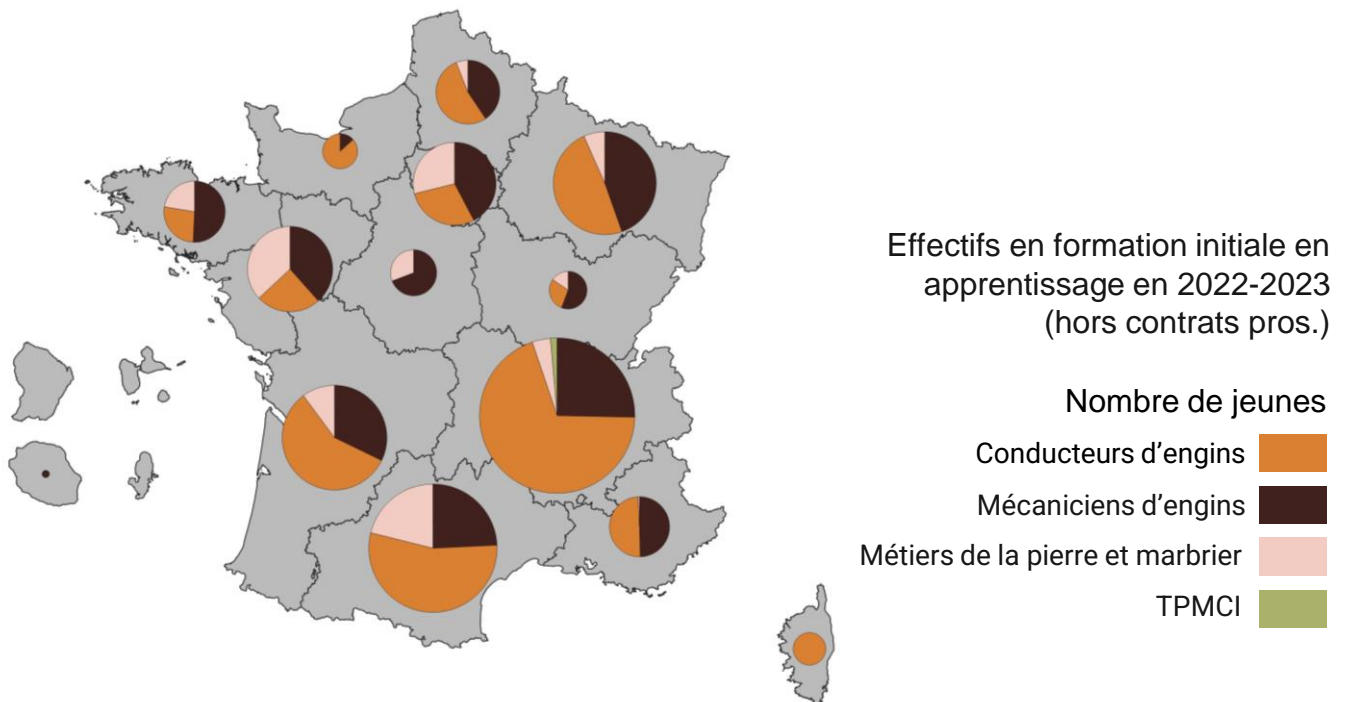 Effectifs en formation initiale en
apprentissage en 2022-2023
(hors contrats pros.)
Nombre de jeunes
Conducteurs d'engins
Mécaniciens d'engins
Métiers de la pierre et marbrier
TPMCI